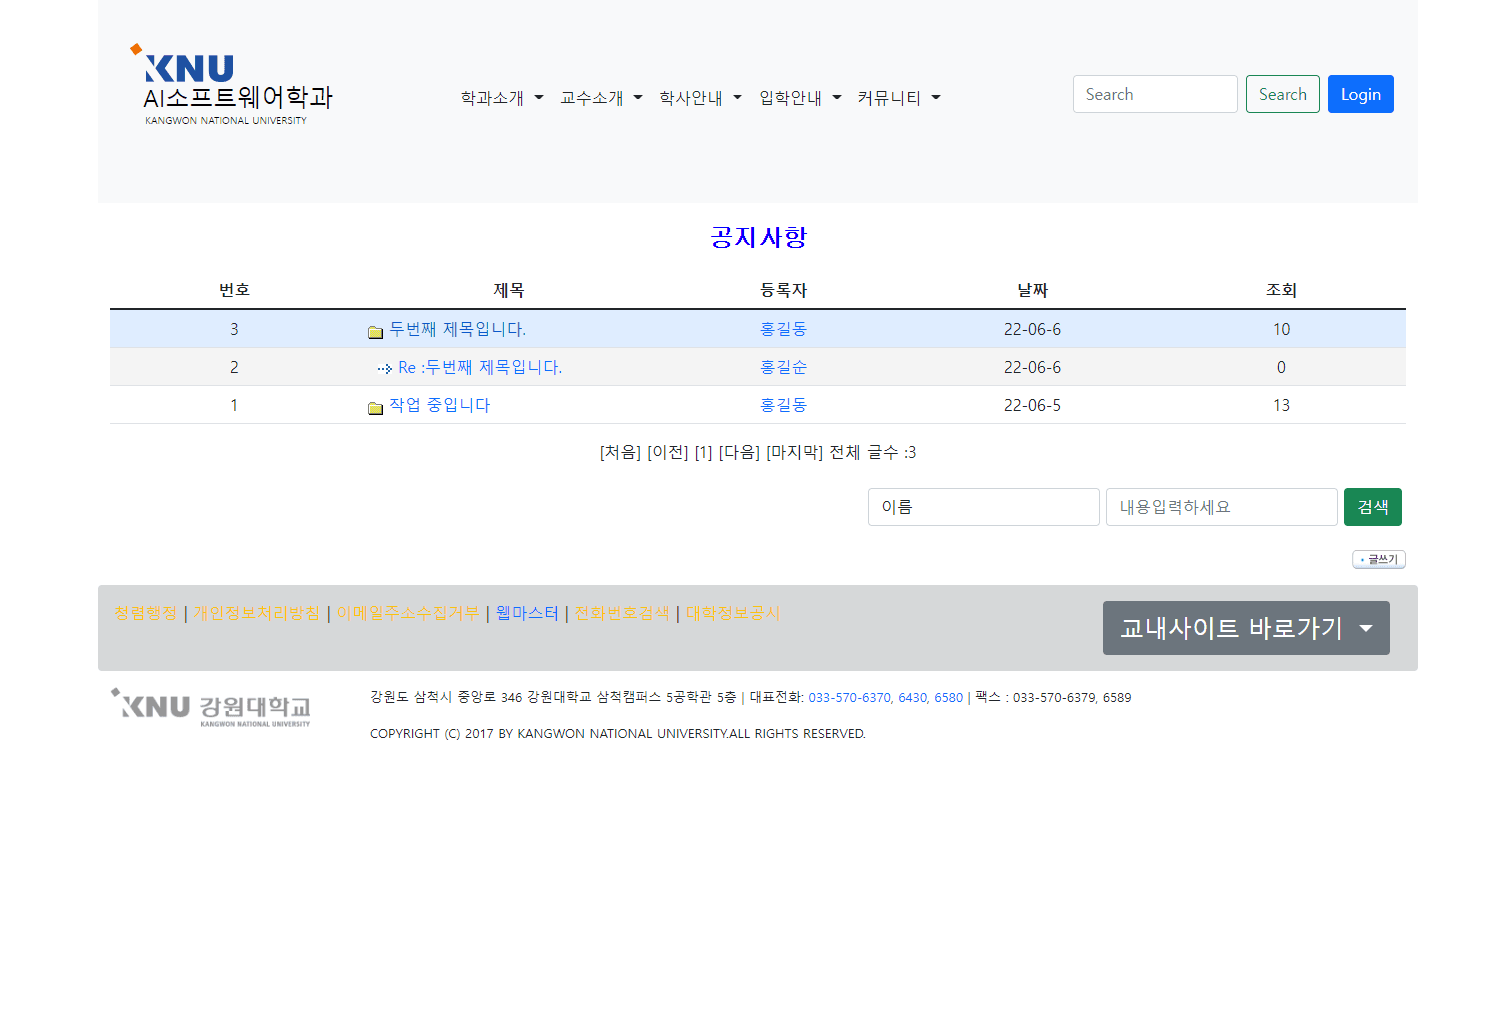 KNU
AI소프트웨어학과
KANGWON NATIONAL UNIVERSITY
학과소개 교수소개 학사안내 입학안내 커뮤니티
Search Search Login
공지사항
번호 제목 등록자 날짜 조회
3 두번째 제목입니다. 홍길동 22-06-6 10
2 Re :두번째 제목입니다. 홍길순 22-06-6 0
1 작업 중입니다 홍길동 22-06-5 13
[처음] [이전] [1] [다음] [마지막] 전체 글수 :3
이름 내용입력하세요 검색
글쓰기
청렴행정 | 개인정보처리방침 | 이메일주소수집거부 | 웹마스터 | 전화번호검색 | 대학정보공시
교내사이트 바로가기
KNU 강원대학교
KANGWON NATIONAL UNIVERSITY
강원도 삼척시 중앙로 346 강원대학교 삼척캠퍼스 5공학관 5층 | 대표전화: 033-570-6370, 6430, 6580 | 팩스 : 033-570-6379, 6589
COPYRIGHT (C) 2017 BY KANGWON NATIONAL UNIVERSITY.ALL RIGHTS RESERVED.